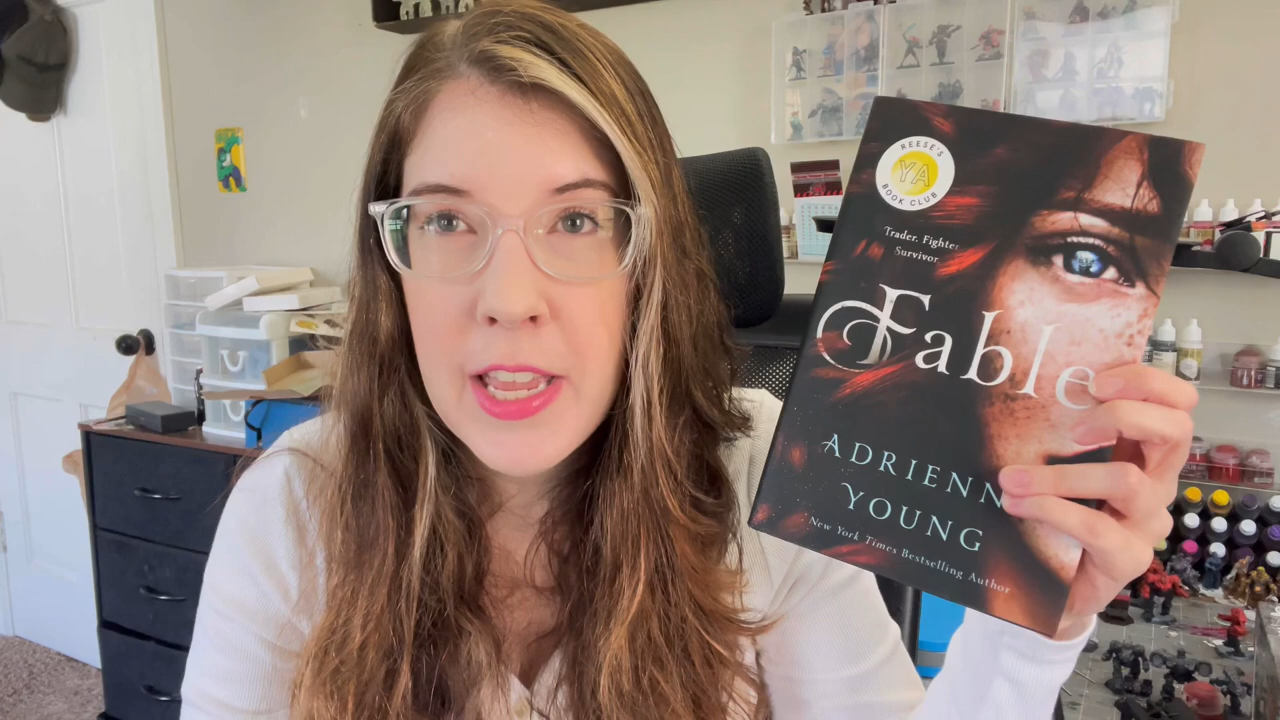 REESE'S
YA
BOOK CLUB
Trader. Fighter.
Survivor.
Fable
ADRIENN
YOUNG
New York Times Bestselling Author